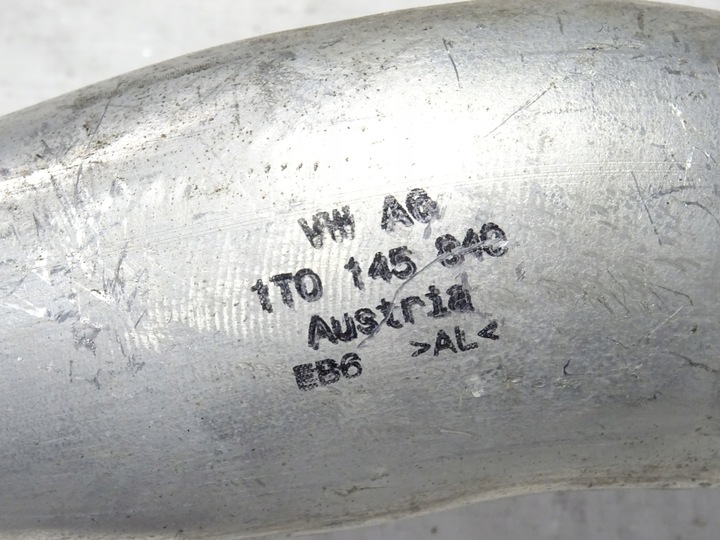 VW AG
1T0 145 840
Austria
EB6 >AL<